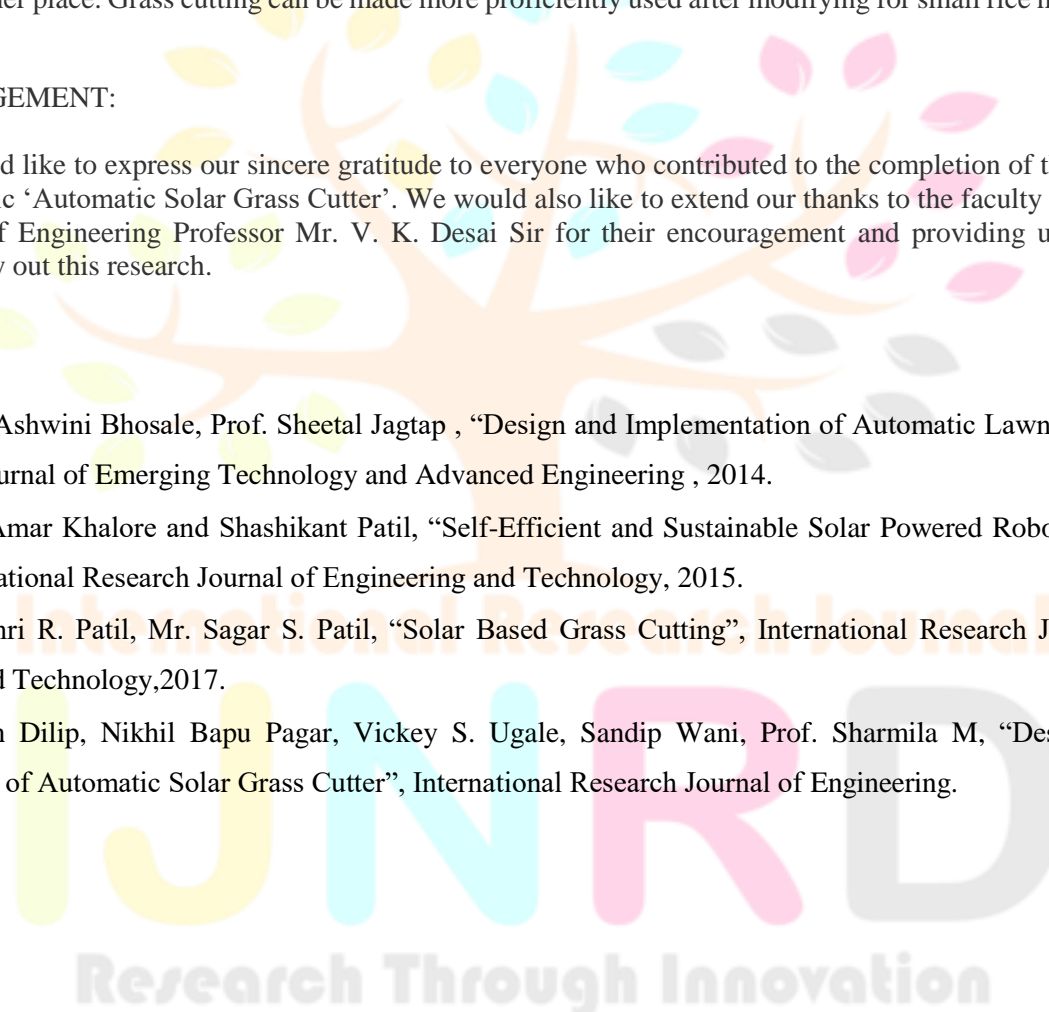 place. Grass cutting can be made more proficiently used after modifying for small rice
GEMENT:
like to express our sincere gratitude to everyone who contributed to the completion of
‘Automatic Solar Grass Cutter’. We would also like to extend our thanks to the faculty
Engineering Professor Mr. V. K. Desai Sir for their encouragement and providing
out this research.
Ashwini Bhosale, Prof. Sheetal Jagtap , “Design and Implementation of Automatic Lawn
of Emerging Technology and Advanced Engineering , 2014.
Amar Khalore and Shashikant Patil, “Self-Efficient and Sustainable Solar Powered Robo
ational Research Journal of Engineering and Technology, 2015.
hri R. Patil, Mr. Sagar S. Patil, “Solar Based Grass Cutting”, International Research J
Technology,2017.
International Research Journal
Dilip, Nikhil Bapu Pagar, Vickey S. Ugale, Sandip Wani, Prof. Sharmila M, “Des
of Automatic Solar Grass Cutter”, International Research Journal of Engineering.
IJNRD
Research Through Innovation